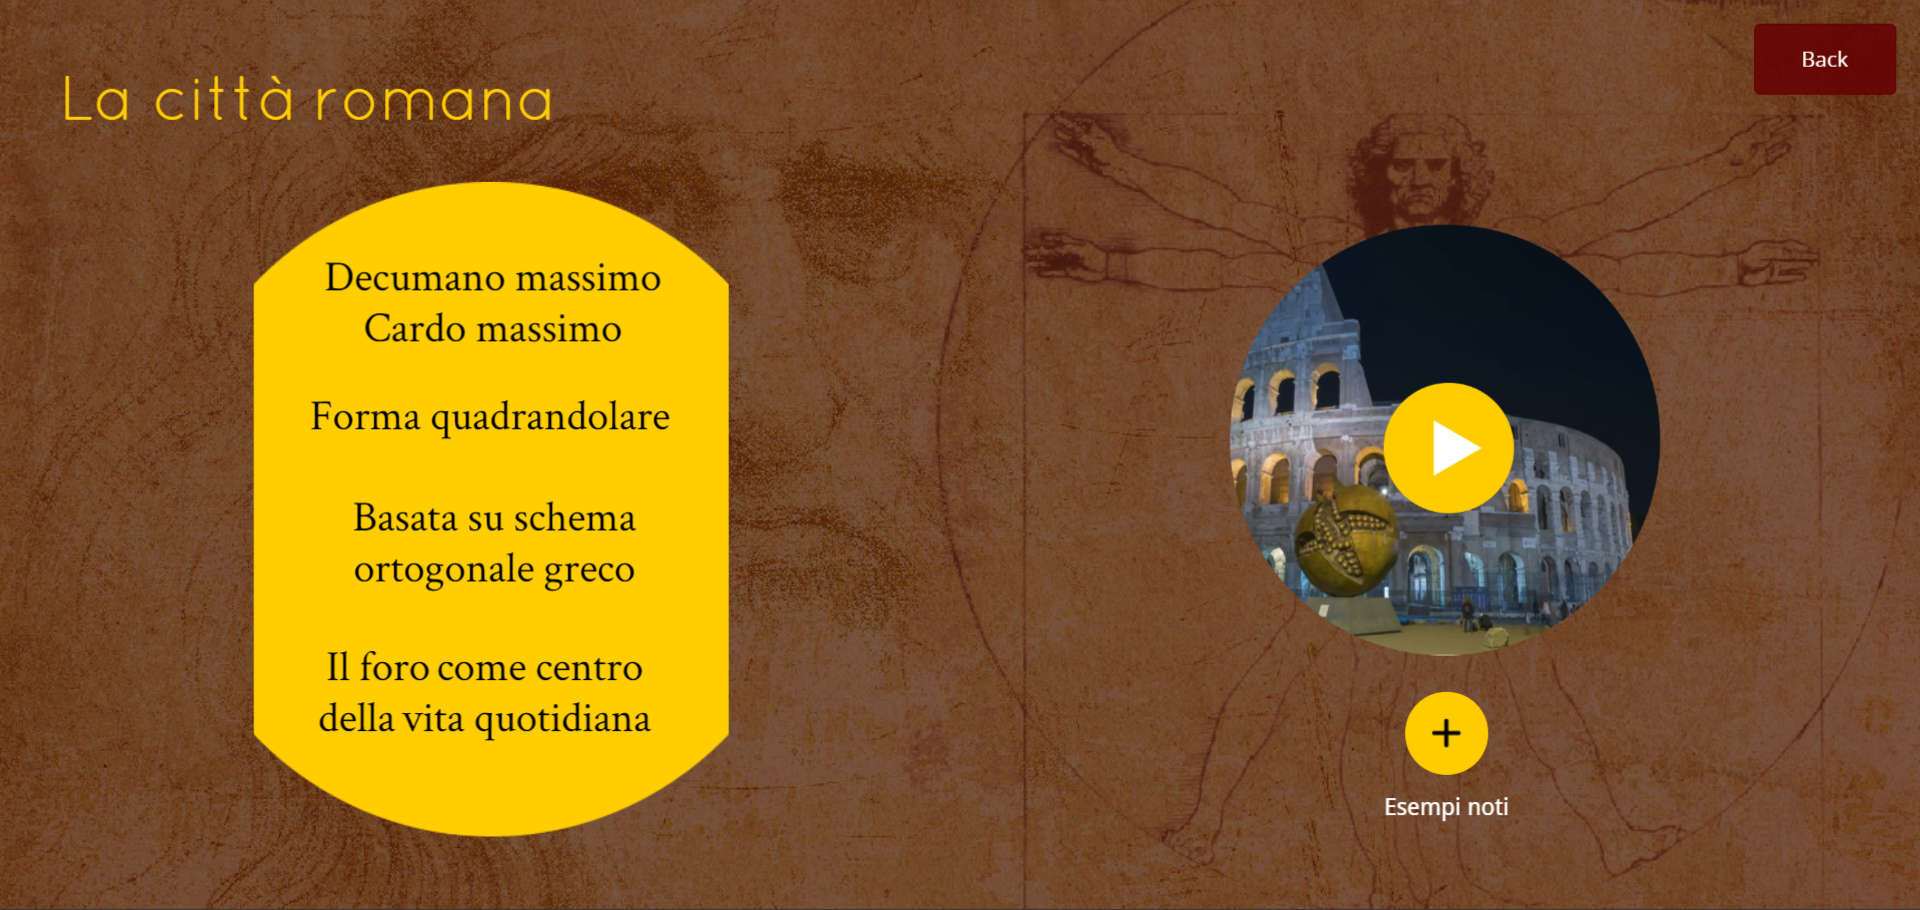 Back
La città romana
Decumano massimo
Cardo massimo
Forma quadrandolare
Basata su schema
ortogonale greco
Il foro come centro
della vita quotidiana
Esempi noti